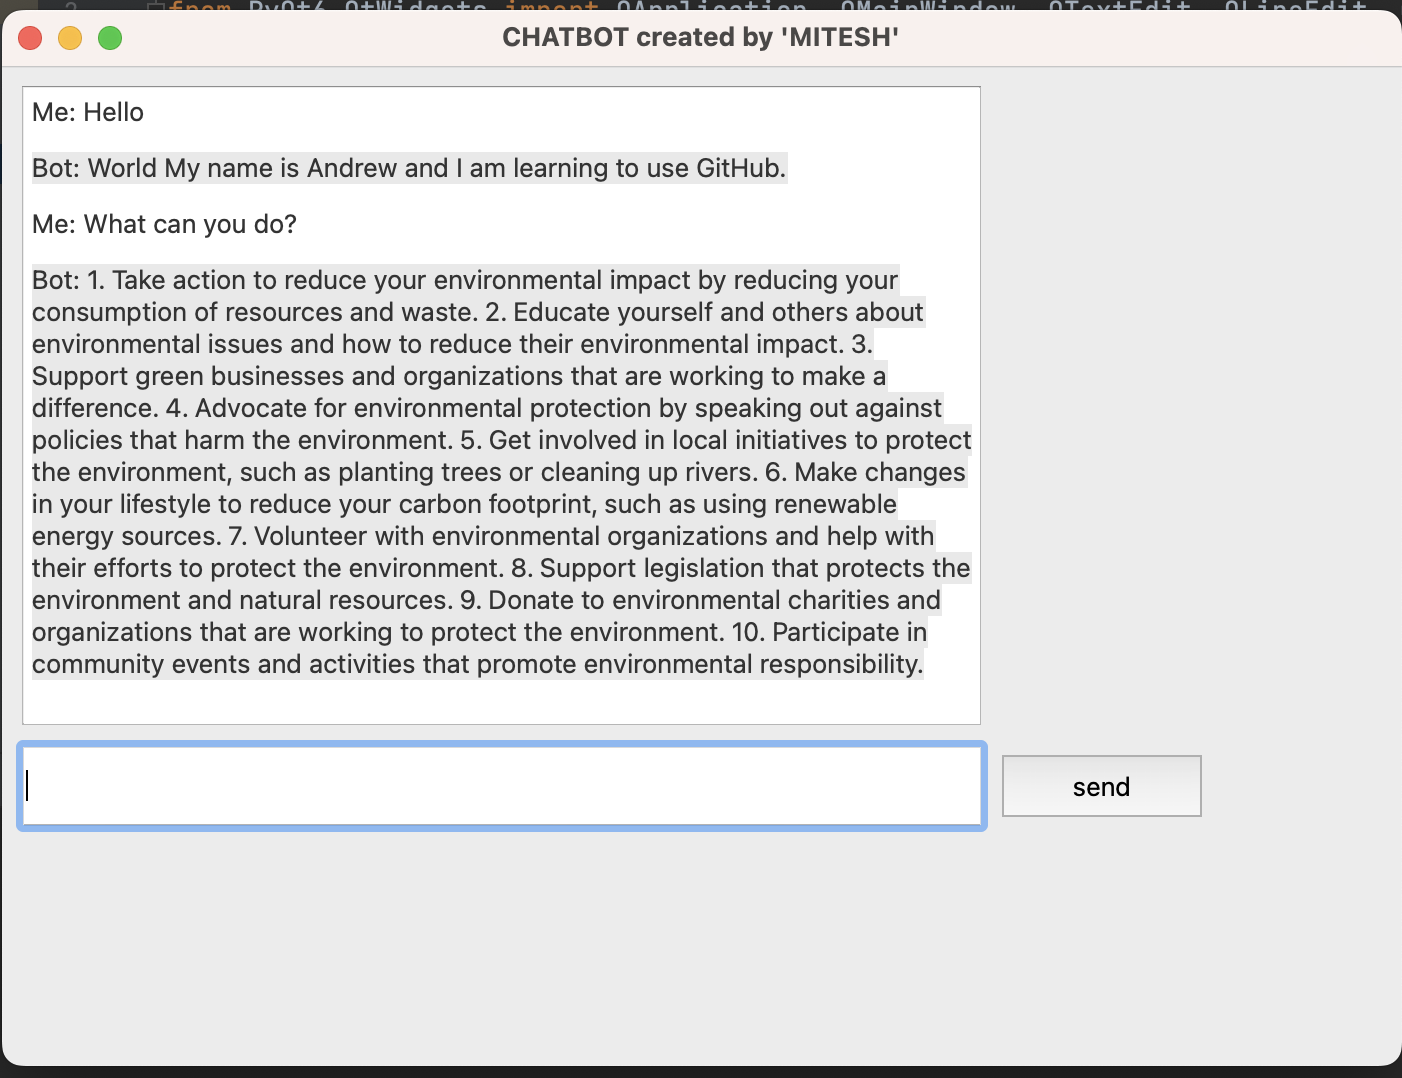 from PyQt6.QtWidgets import QApplication, QMainWindow, QTextEdit, QLineEdit,
CHATBOT created by 'MITESH'
Me: Hello
Bot: World My name is Andrew and I am learning to use GitHub.
Me: What can you do?
Bot: 1. Take action to reduce your environmental impact by reducing your
consumption of resources and waste. 2. Educate yourself and others about
environmental issues and how to reduce their environmental impact. 3.
Support green businesses and organizations that are working to make a
difference. 4. Advocate for environmental protection by speaking out against
policies that harm the environment. 5. Get involved in local initiatives to protect
the environment, such as planting trees or cleaning up rivers. 6. Make changes
in your lifestyle to reduce your carbon footprint, such as using renewable
energy sources. 7. Volunteer with environmental organizations and help with
their efforts to protect the environment. 8. Support legislation that protects the
environment and natural resources. 9. Donate to environmental charities and
organizations that are working to protect the environment. 10. Participate in
community events and activities that promote environmental responsibility.
send